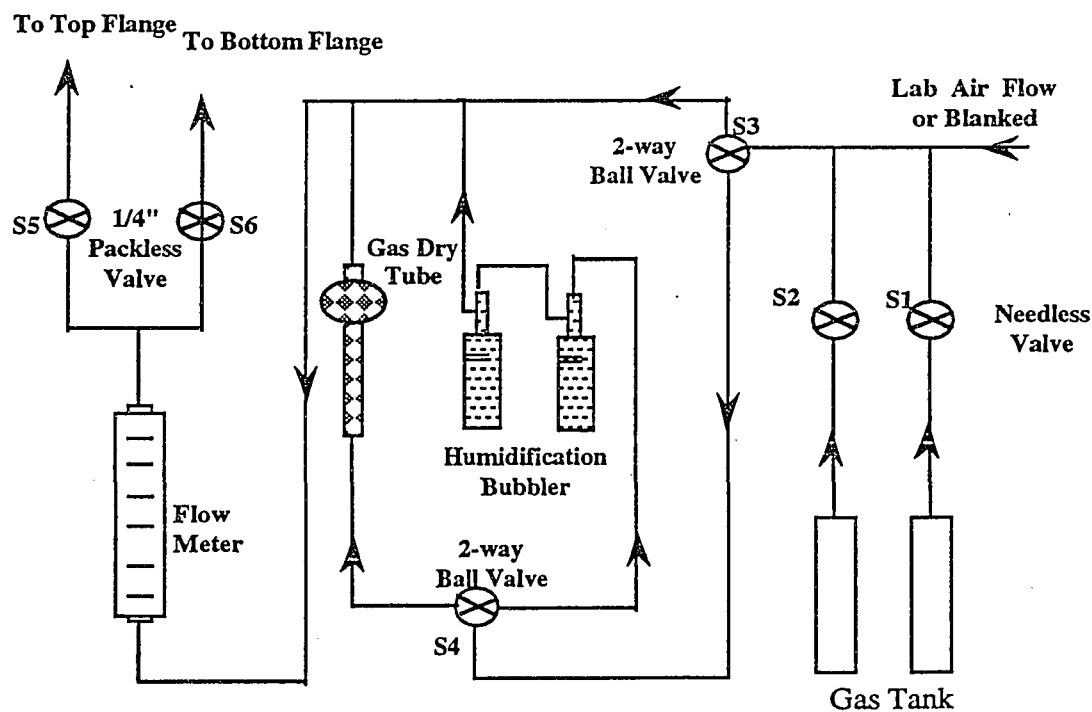 To Top Flange
To Bottom Flange
Lab Air Flow
or Blanked
S3
2-way
Ball Valve
S5
1/4"
Packless
Valve
S6
Gas Dry
Tube
S2
S1
Needless
Valve
Humidification
Bubbler
Flow
Meter
2-way
Ball Valve
S4
Gas Tank